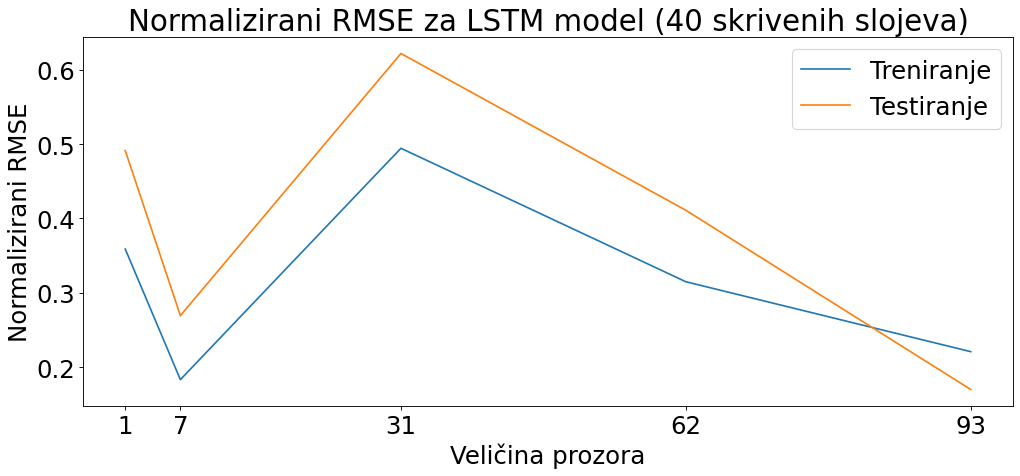 Normalizirani RMSE za LSTM model (40 skrivenih slojeva)
Treniranje
Testiranje
Normalizirani RMSE
0.6
0.5
0.4
0.3
0.2
1 7 31 62 93
Veličina prozora